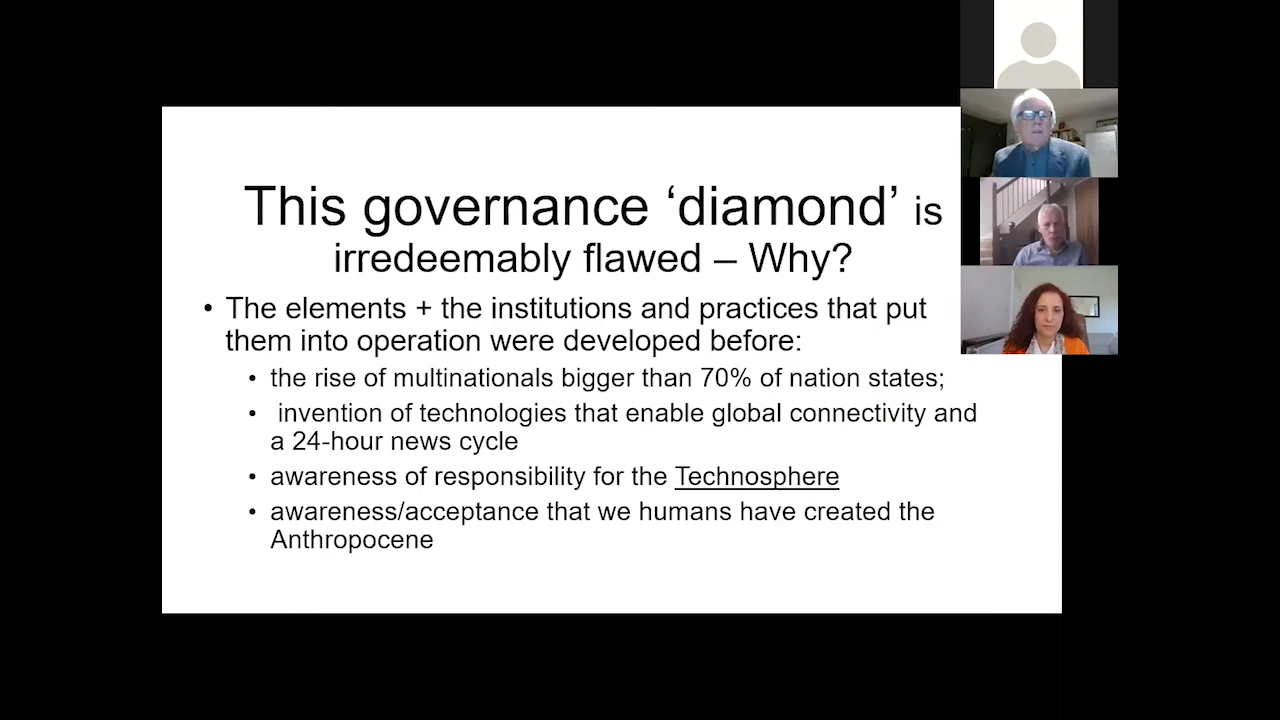 This governance ‘diamond’ is
irredeemably flawed – Why?
• The elements + the institutions and practices that put
them into operation were developed before:
• the rise of multinationals bigger than 70% of nation states;
• invention of technologies that enable global connectivity and
a 24-hour news cycle
• awareness of responsibility for the Technosphere
• awareness/acceptance that we humans have created the
Anthropocene